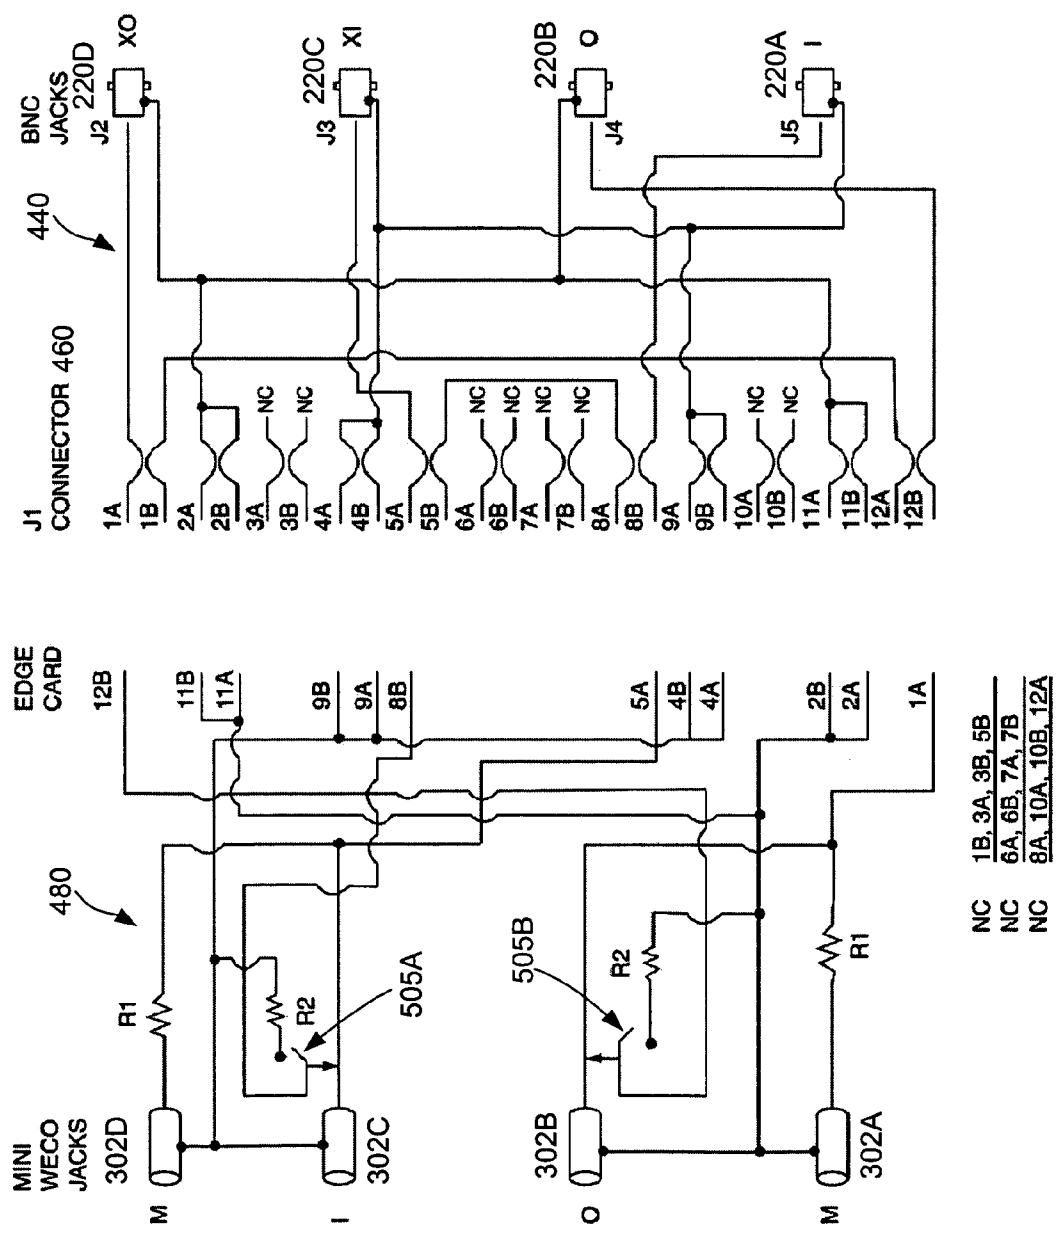 BNC
JACKS
220D
XO
J2
220C
XI
J3
220B
O
J4
220A
I
J5
440
J1
CONNECTOR 460
1A
1B
2A
2B
3A
NC
3B
NC
4A
4B
5A
5B
6A
NC
6B
NC
7A
NC
7B
NC
8A
8B
9A
9B
10A
NC
10B
NC
11A
11B
12A
12B
EDGE
CARD
12B
11B
11A
9B
9A
8B
5A
4B
4A
2B
2A
1A
480
R1
R2
505A
505B
R2
R1
MINI
WECO
JACKS
302D
M
302C
I
302B
O
302A
M
NC 1B, 3A, 3B, 5B
NC 6A, 6B, 7A, 7B
NC 8A, 10A, 10B, 12A